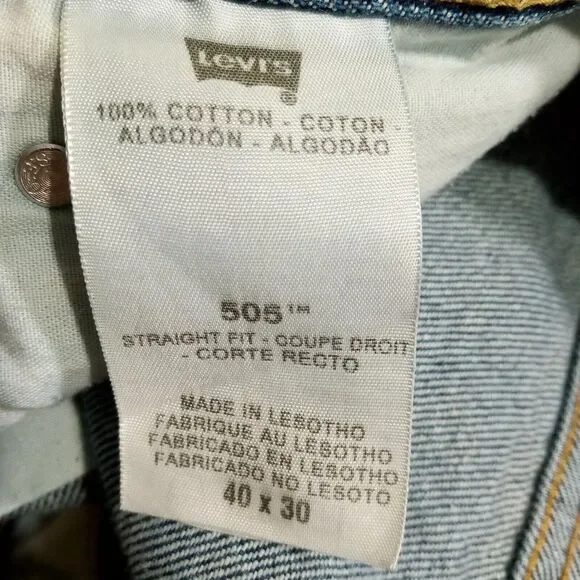 Levi's
®
100% COTTON - COTON -
ALGODÓN - ALGODÃO
505™
STRAIGHT FIT - COUPE DROIT
- CORTE RECTO
MADE IN LESOTHO
FABRIQUE AU LESOTHO
FABRICADO EN LESOTHO
FABRICADO NO LESOTO
40 x 30